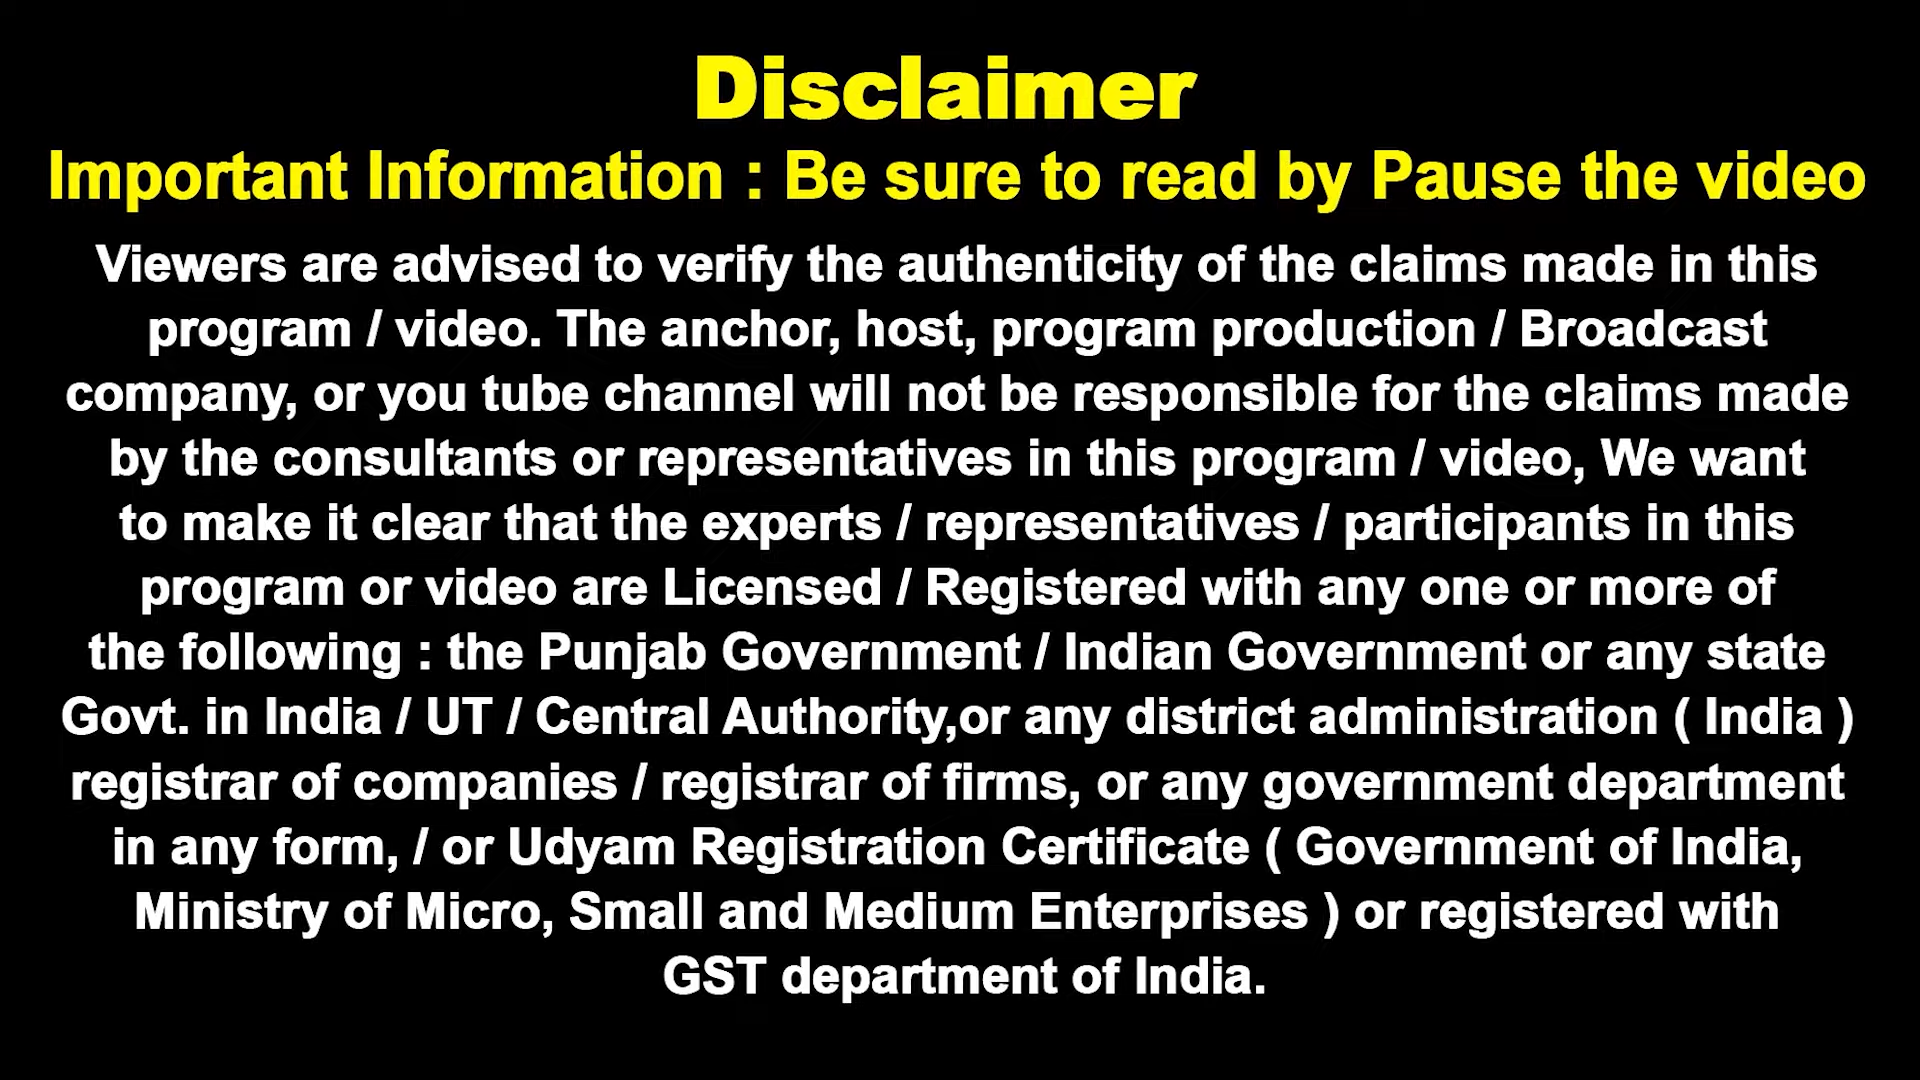 Disclaimer
Important Information : Be sure to read by Pause the video
Viewers are advised to verify the authenticity of the claims made in this
program / video. The anchor, host, program production / Broadcast
company, or you tube channel will not be responsible for the claims made
by the consultants or representatives in this program / video, We want
to make it clear that the experts / representatives / participants in this
program or video are Licensed / Registered with any one or more of
the following : the Punjab Government / Indian Government or any state
Govt. in India / UT / Central Authority,or any district administration ( India )
registrar of companies / registrar of firms, or any government department
in any form, / or Udyam Registration Certificate ( Government of India,
Ministry of Micro, Small and Medium Enterprises ) or registered with
GST department of India.